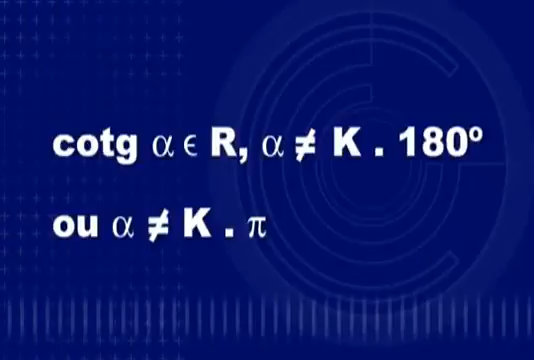 cotg α ϵ R, α ≠ K . 180º
ou α ≠ K . π